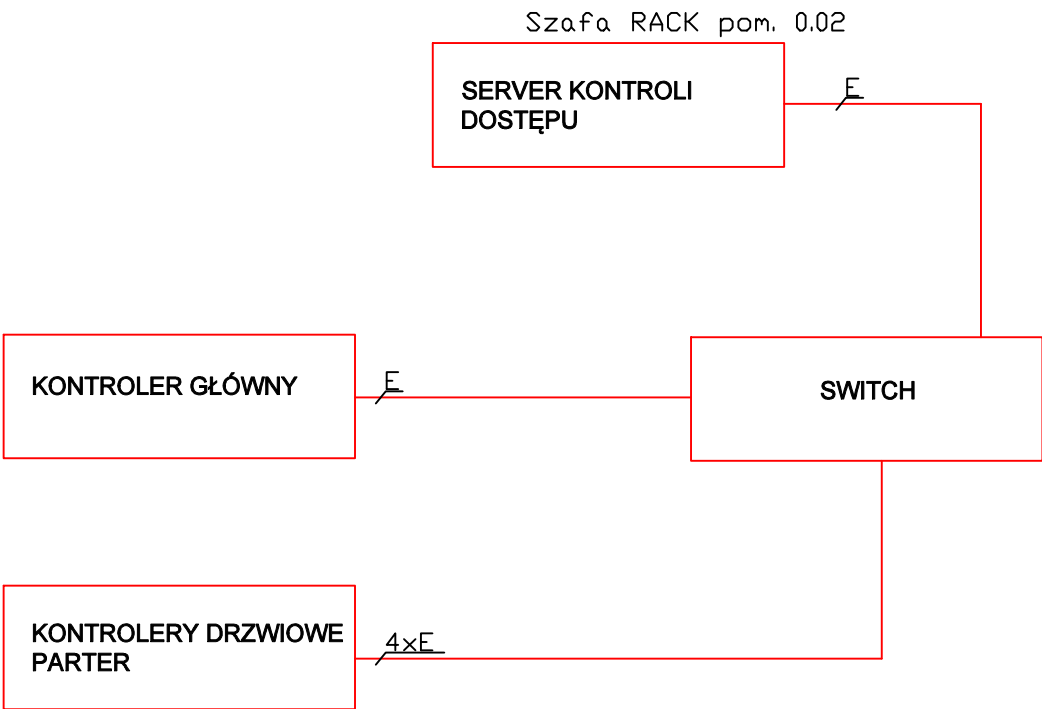 Szafa RACK pom. 0.02
SERVER KONTROLI
DOSTĘPU
E
KONTROLER GŁÓWNY
E
SWITCH
KONTROLERY DRZWIOWE
PARTER
4xE